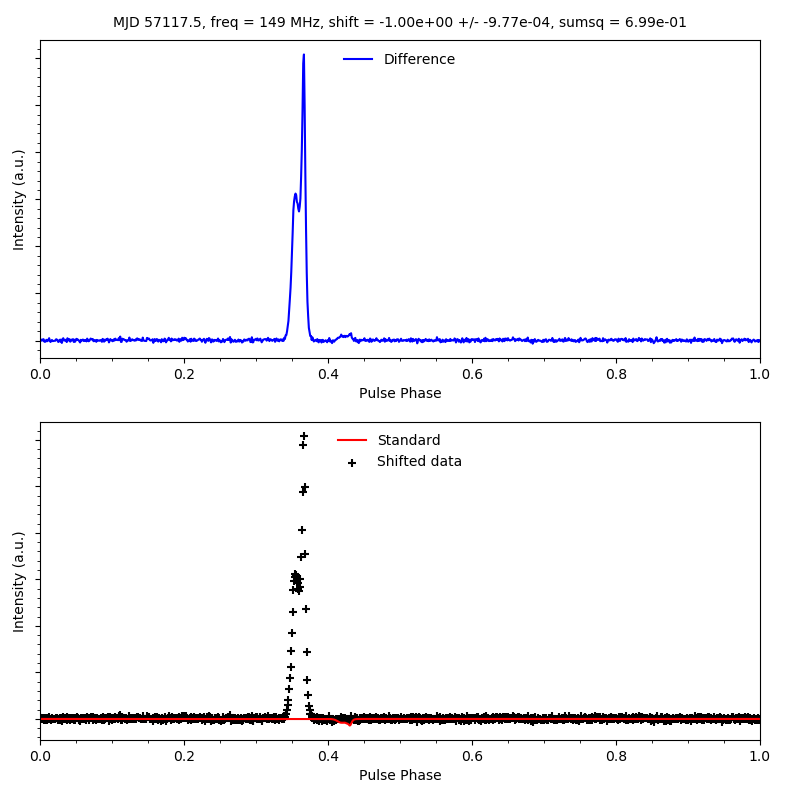 MJD 57117.5, freq = 149 MHz, shift = -1.00e+00 +/- -9.77e-04, sumsq = 6.99e-01
Difference
Intensity (a.u.)
0.0 0.2 0.4 0.6 0.8 1.0
Pulse Phase
Standard
Shifted data
Intensity (a.u.)
0.0 0.2 0.4 0.6 0.8 1.0
Pulse Phase